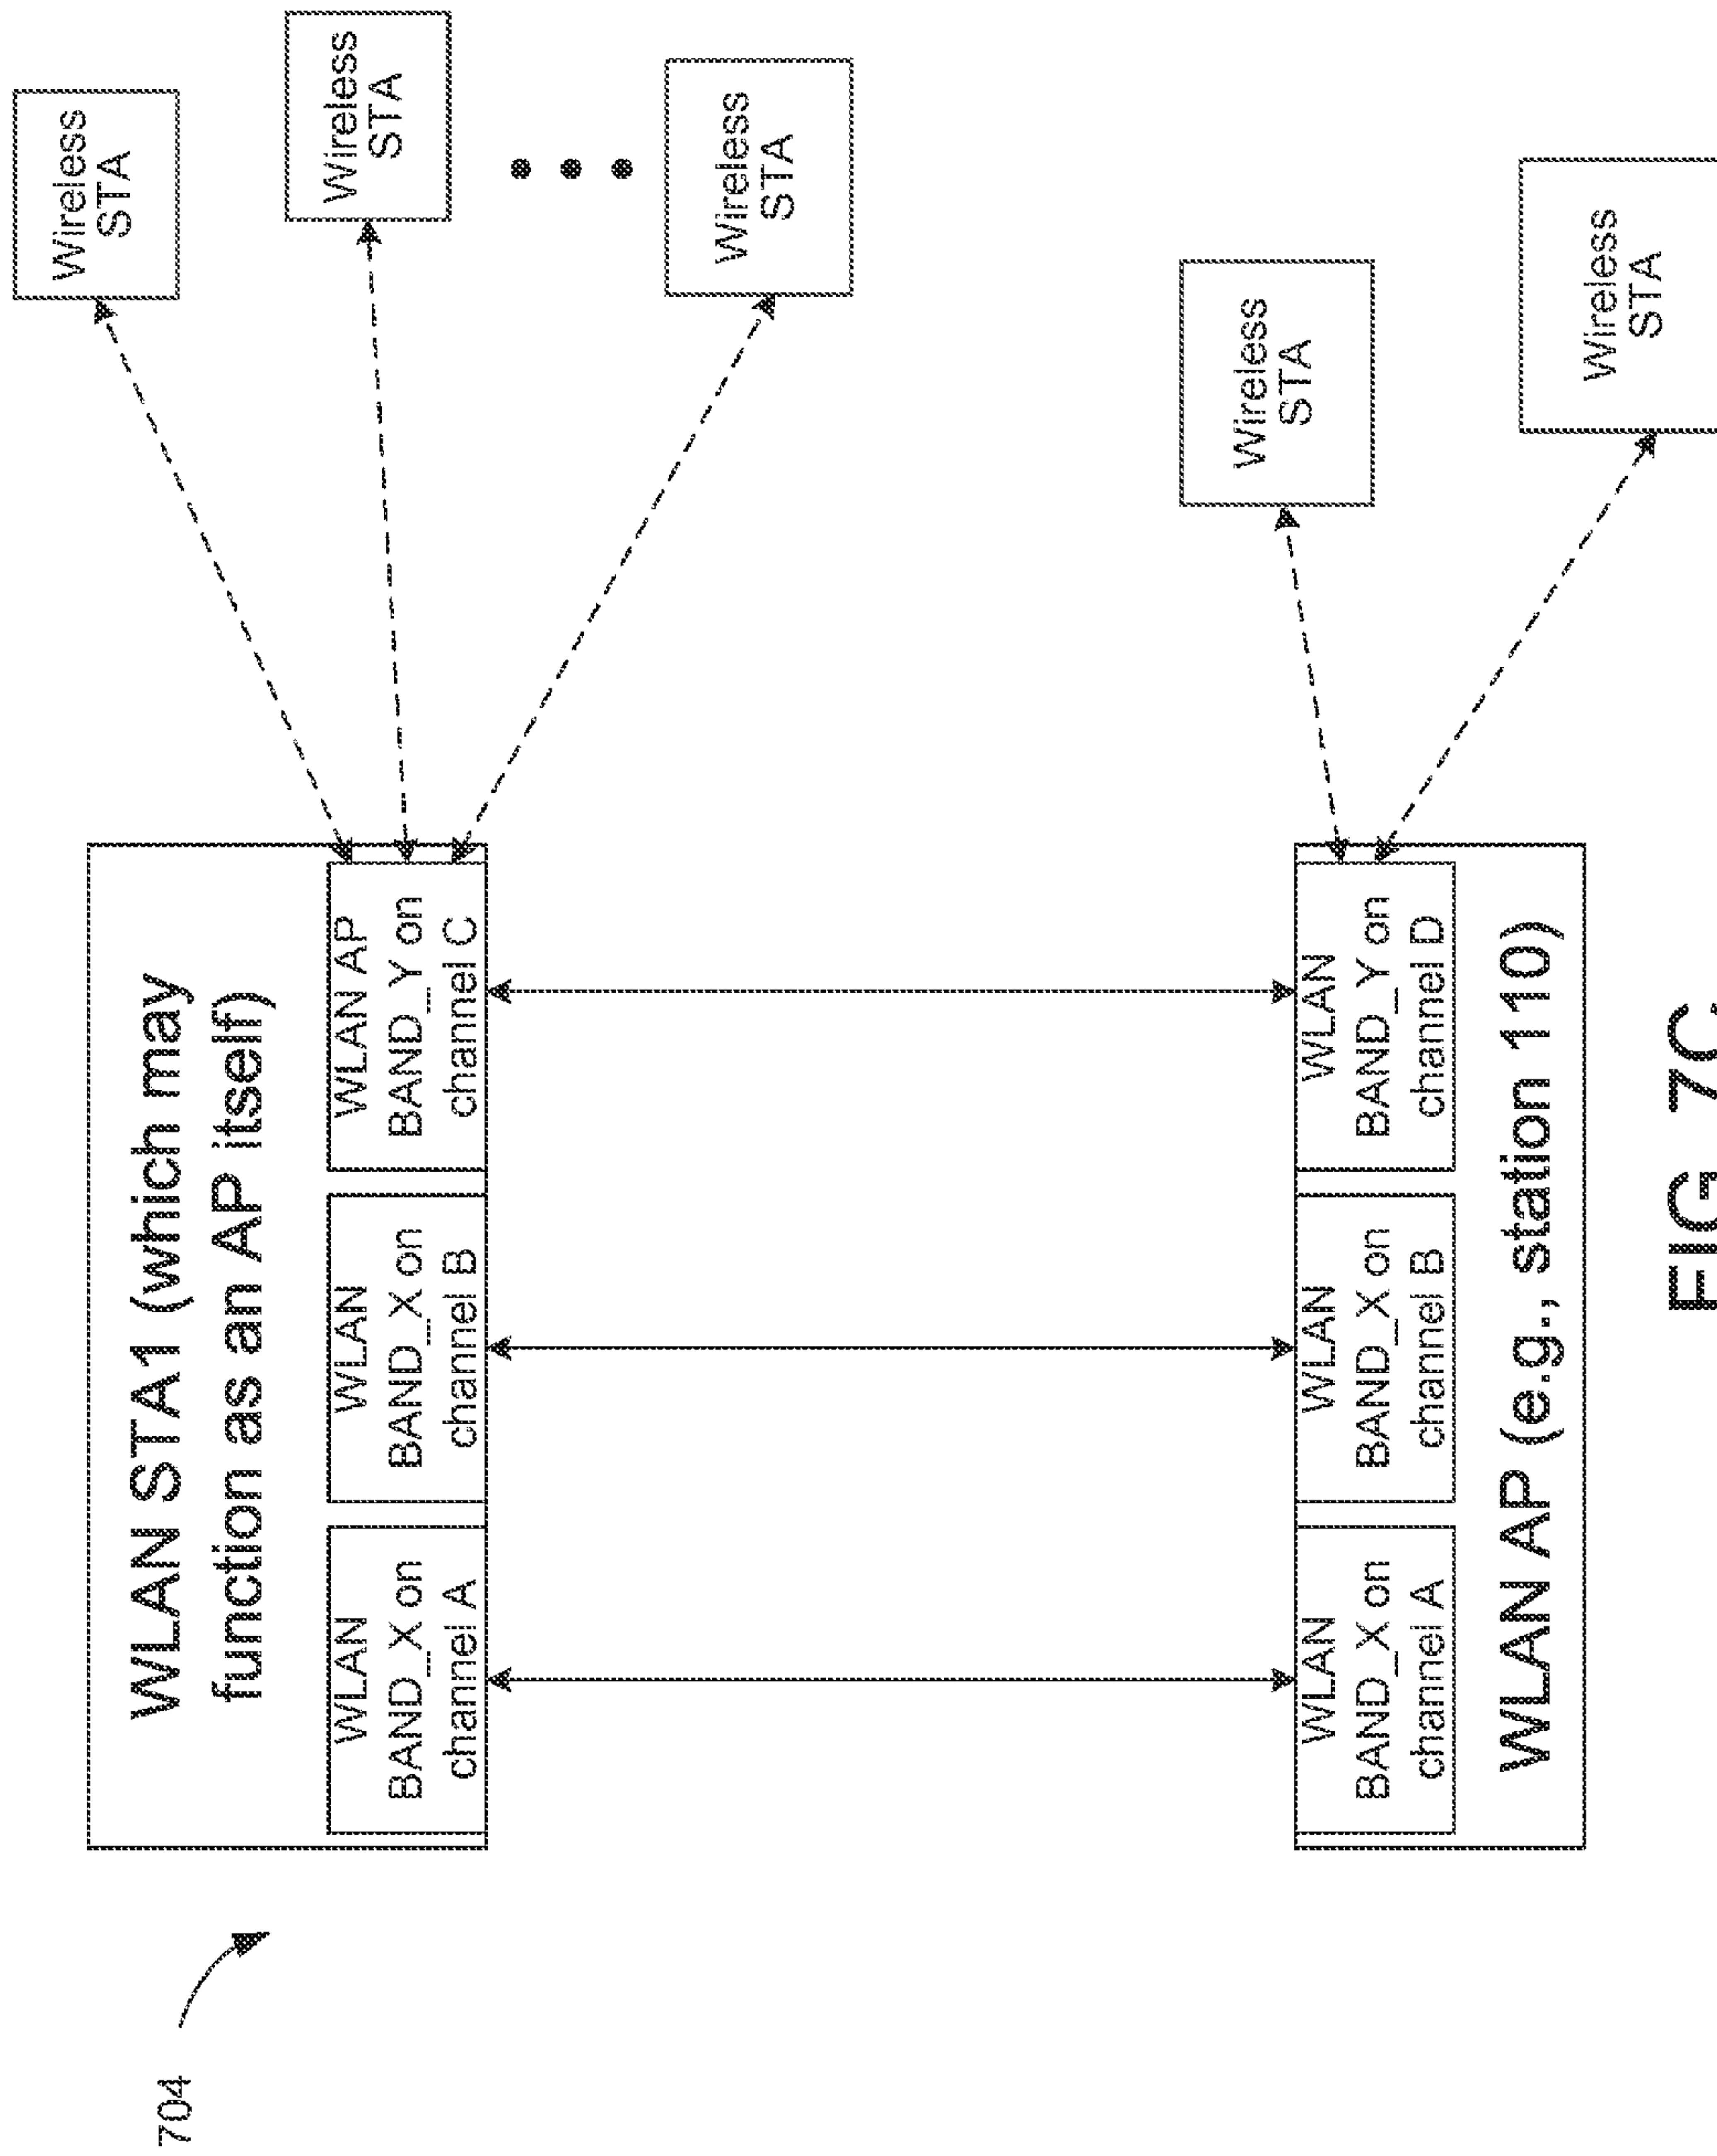 704
WLAN STA1 (which may
function as an AP itself)
WLAN
BAND_X on
channel A
WLAN
BAND_X on
channel B
WLAN AP
BAND_Y on
channel C
Wireless
STA
Wireless
STA
Wireless
STA
WLAN
BAND_X on
channel A
WLAN
BAND_X on
channel B
WLAN
BAND_Y on
channel D
WLAN AP (e.g., station 110)
Wireless
STA
Wireless
STA
FIG 7C